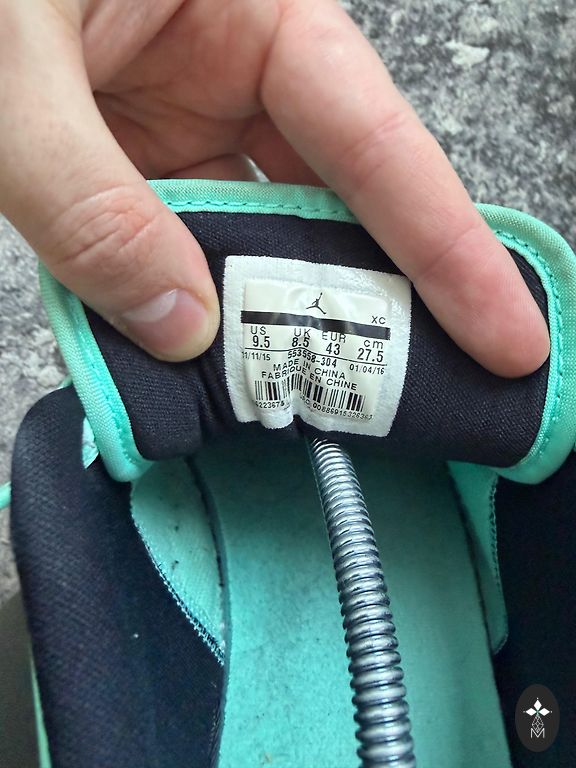 XC
US UK EUR cm
9.5 8.5 43 27.5
11/11/15 553558-304 01/04/16
MADE IN CHINA
FABRIQUE EN CHINE